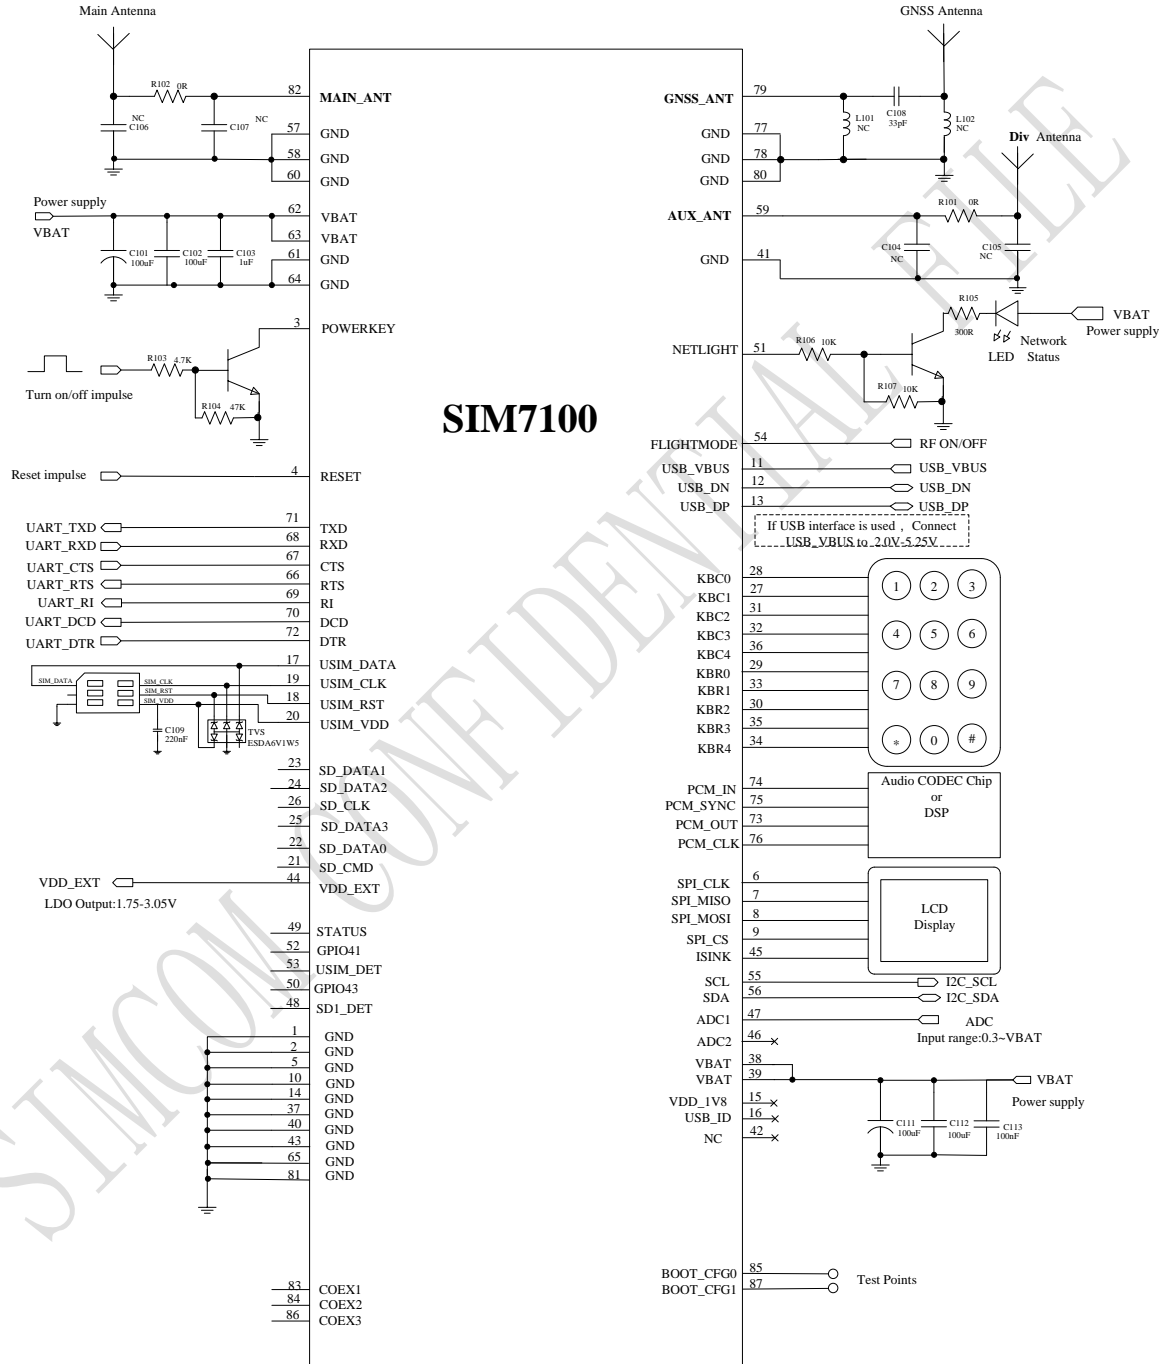 Main Antenna
R102 0R
NC
C106
NC
C107
82
MAIN_ANT
57
GND
58
GND
60
GND
Power supply
VBAT
62
VBAT
63
VBAT
61
GND
64
GND
C101
100uF
C102
100uF
C103
1uF
3
POWERKEY
R103 4.7K
R104 47K
Turn on/off impulse
SIM7100
Reset impulse
4
RESET
UART_TXD
71
TXD
UART_RXD
68
RXD
UART_CTS
67
CTS
UART_RTS
66
RTS
UART_RI
69
RI
UART_DCD
70
DCD
UART_DTR
72
DTR
17
USIM_DATA
19
USIM_CLK
18
USIM_RST
20
USIM_VDD
SIM_DATA
SIM_CLK
SIM_RST
SIM_VDD
C109
220nF
TVS
ESDA6V1W5
23
SD_DATA1
24
SD_DATA2
26
SD_CLK
25
SD_DATA3
22
SD_DATA0
21
SD_CMD
VDD_EXT
44
VDD_EXT
LDO Output:1.75-3.05V
49
STATUS
52
GPIO41
53
USIM_DET
50
GPIO43
48
SD1_DET
1
GND
2
GND
5
GND
10
GND
14
GND
37
GND
40
GND
43
GND
65
GND
81
GND
83
COEX1
84
COEX2
86
COEX3
GNSS Antenna
GNSS_ANT
79
GND
77
GND
78
GND
80
L101
NC
C108
33pF
L102
NC
Div Antenna
AUX_ANT
59
R101 0R
GND
41
C104
NC
C105
NC
NETLIGHT
51
R106 10K
R107
10K
R105
300R
LED
Network
Status
VBAT
Power supply
FLIGHTMODE
54
RF ON/OFF
USB_VBUS
11
USB_VBUS
USB_DN
12
USB_DN
USB_DP
13
USB_DP
If USB interface is used , Connect
USB_VBUS to 2.0V-5.25V
KBC0
28
KBC1
27
KBC2
31
KBC3
32
KBC4
36
KBR0
29
KBR1
33
KBR2
30
KBR3
35
KBR4
34
1 2 3
4 5 6
7 8 9
* 0 #
PCM_IN
74
PCM_SYNC
75
PCM_OUT
73
PCM_CLK
76
Audio CODEC Chip
or
DSP
SPI_CLK
6
SPI_MISO
7
SPI_MOSI
8
SPI_CS
9
ISINK
45
LCD
Display
SCL
55
I2C_SCL
SDA
56
I2C_SDA
ADC1
47
ADC
Input range:0.3~VBAT
ADC2
46
VBAT
38
VBAT
39
VBAT
Power supply
VDD_1V8
15
USB_ID
16
NC
42
C111
100uF
C112
100uF
C113
100nF
BOOT_CFG0
85
BOOT_CFG1
87
Test Points
SIMCOM CONFIDENTIAL FILE